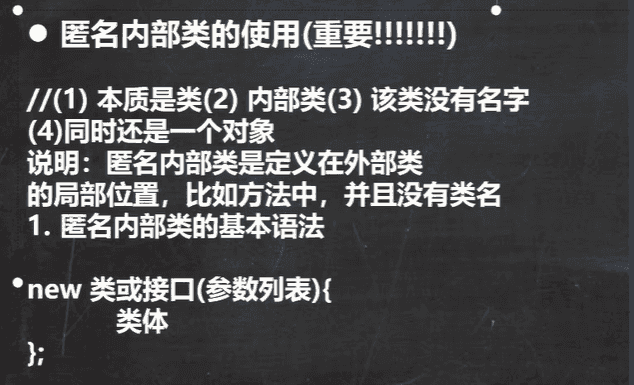 ● 匿名内部类的使用(重要!!!!!!!)
//(1) 本质是类(2) 内部类(3) 该类没有名字
(4)同时还是一个对象
说明：匿名内部类是定义在外部类
的局部位置，比如方法中，并且没有类名
1. 匿名内部类的基本语法
new 类或接口(参数列表){
类体
};